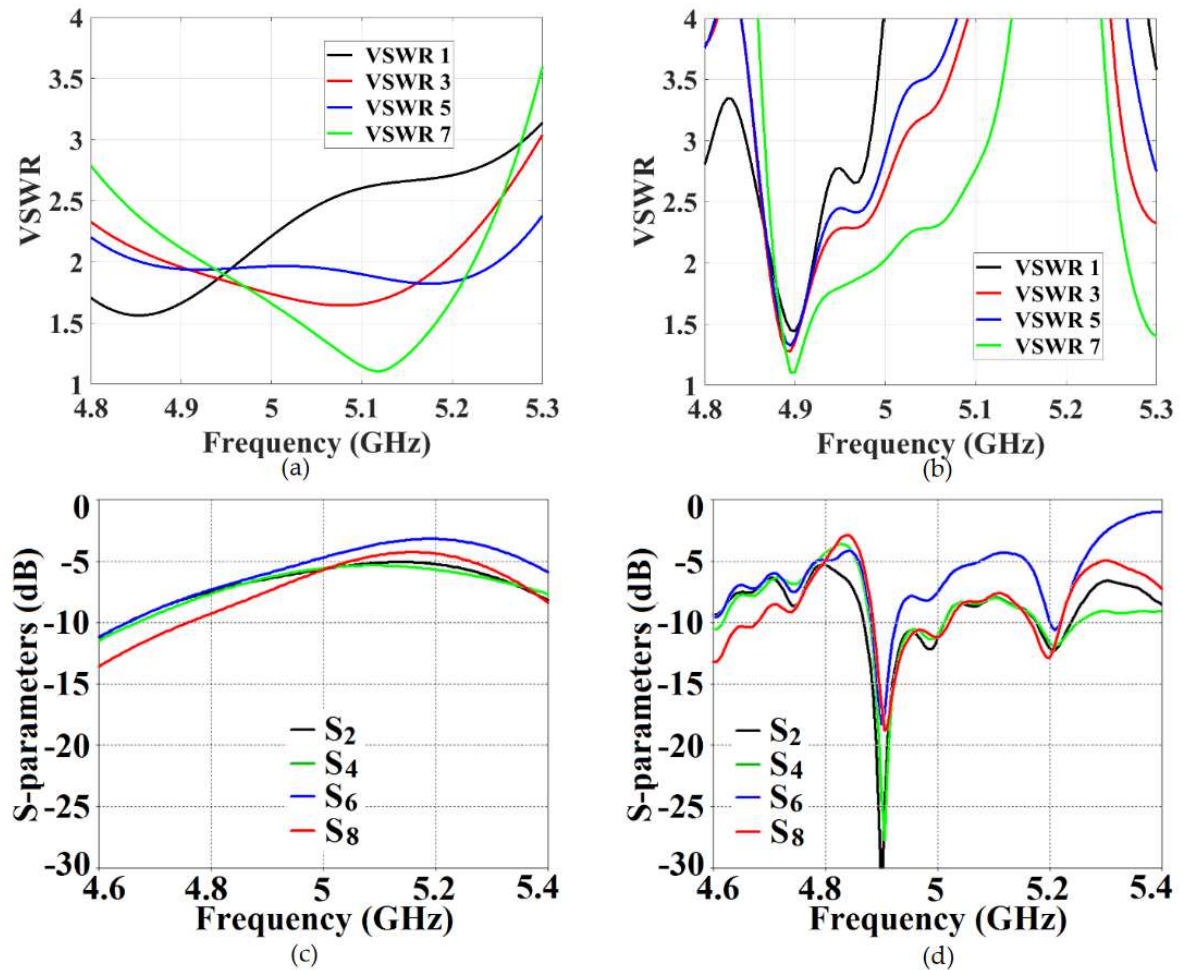 4
3.5
3
2.5
2
1.5
1
VSWR
VSWR 1
VSWR 3
VSWR 5
VSWR 7
4.8 4.9 5 5.1 5.2 5.3
Frequency (GHz)
(a)
4
3.5
3
2.5
2
1.5
1
VSWR
VSWR 1
VSWR 3
VSWR 5
VSWR 7
4.8 4.9 5 5.1 5.2 5.3
Frequency (GHz)
(b)
0
-5
-10
-15
-20
-25
-30
S-parameters (dB)
S2
S4
S6
S8
4.6 4.8 5 5.2 5.4
Frequency (GHz)
(c)
0
-5
-10
-15
-20
-25
-30
S-parameters (dB)
S2
S4
S6
S8
4.6 4.8 5 5.2 5.4
Frequency (GHz)
(d)